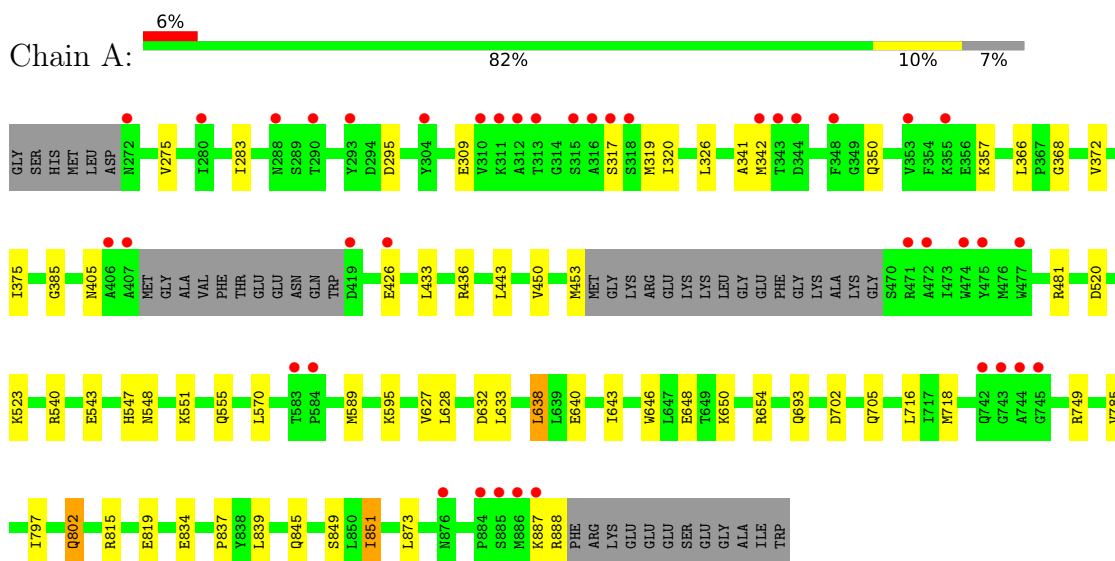 6%
Chain A:
82% 10% 7%
GLY SER HIS MET LEU ASP N272 V275 I280 I283 N288 S289 T290 Y293 D294 D295 Y304 E309 V310 K311 A312 T313 G314 S315 A316 S317 S318 M319 I320 L326 A341 M342 T343 D344 F348 G349 Q350 V353 F354 K355 E356 K357 L366 P367 G368 V372
I375 G385 N405 A406 A407 MET GLY ALA VAL PHE THR GLU GLU ASN GLN TRP D419 E426 L433 R436 L443 V450 M453 MET GLY LYS ARG GLU LYS LYS LEU GLY GLU PHE GLY LYS ALA LYS GLY S470 R471 A472 I473 W474 Y475 M476 W477 R481 D520
K523 R540 E543 H547 N548 K551 Q555 L570 T583 P584 M589 K595 V627 L628 D632 L633 L638 L639 E640 I643 W646 L647 E648 T649 K650 R654 Q693 D702 Q705 L716 I717 M718 Q742 G743 A744 G745 R749 V785
I797 Q802 R815 E819 E834 P837 Y838 L839 Q845 S849 L850 I851 L873 N876 P884 S885 M886 K887 R888 PHE ARG LYS GLU GLU GLU SER GLU GLY ALA ILE TRP